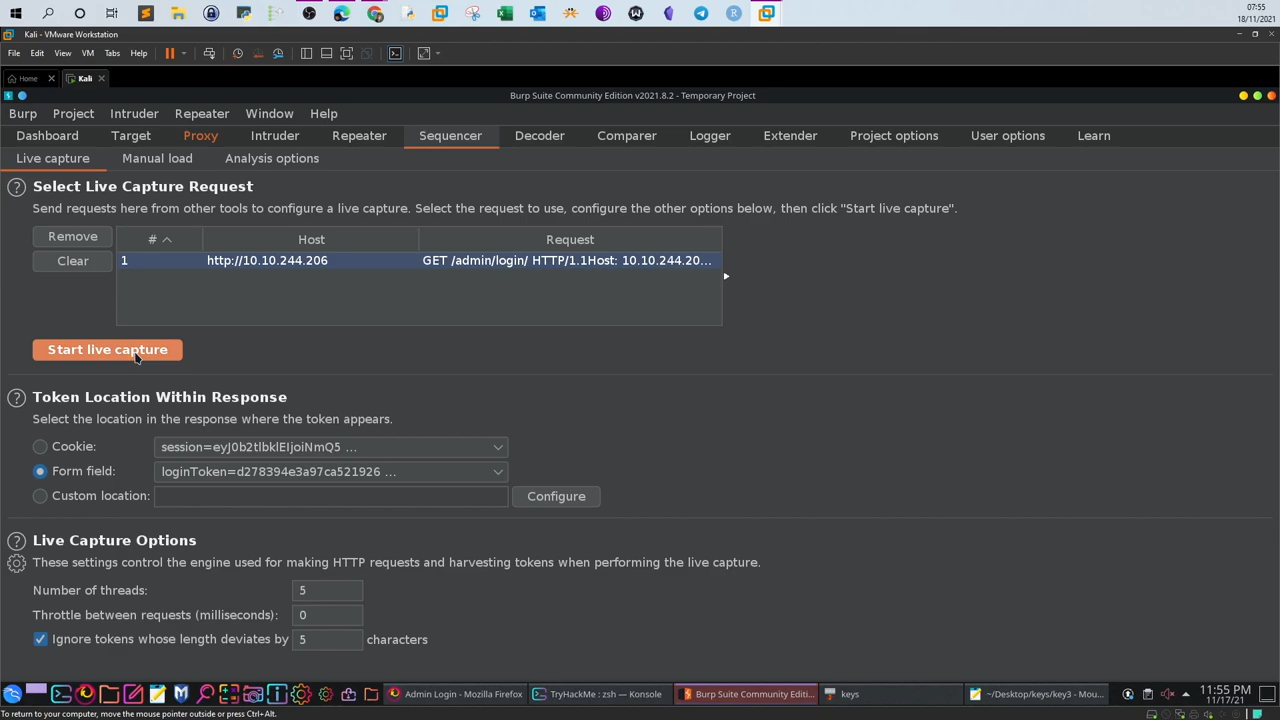 07:55
18/11/2021
Kali - VMware Workstation
File Edit View VM Tabs Help
Home Kali
Burp Suite Community Edition v2021.8.2 - Temporary Project
Burp Project Intruder Repeater Window Help
Dashboard Target Proxy Intruder Repeater Sequencer Decoder Comparer Logger Extender Project options User options Learn
Live capture Manual load Analysis options
? Select Live Capture Request
Send requests here from other tools to configure a live capture. Select the request to use, configure the other options below, then click "Start live capture".
Remove # Host Request
Clear 1 http://10.10.244.206 GET /admin/login/ HTTP/1.1Host: 10.10.244.20...
Start live capture
? Token Location Within Response
Select the location in the response where the token appears.
Cookie: session=eyJ0b2tlbklEIjoiNmQ5 ...
Form field: loginToken=d278394e3a97ca521926 ...
Custom location: Configure
? Live Capture Options
These settings control the engine used for making HTTP requests and harvesting tokens when performing the live capture.
Number of threads: 5
Throttle between requests (milliseconds): 0
Ignore tokens whose length deviates by 5 characters
Admin Login - Mozilla Firefox TryHackMe : zsh — Konsole Burp Suite Community Editi... keys ~/Desktop/keys/key3 - Mou... 11:55 PM
11/17/21
To return to your computer, move the mouse pointer outside or press Ctrl+Alt.